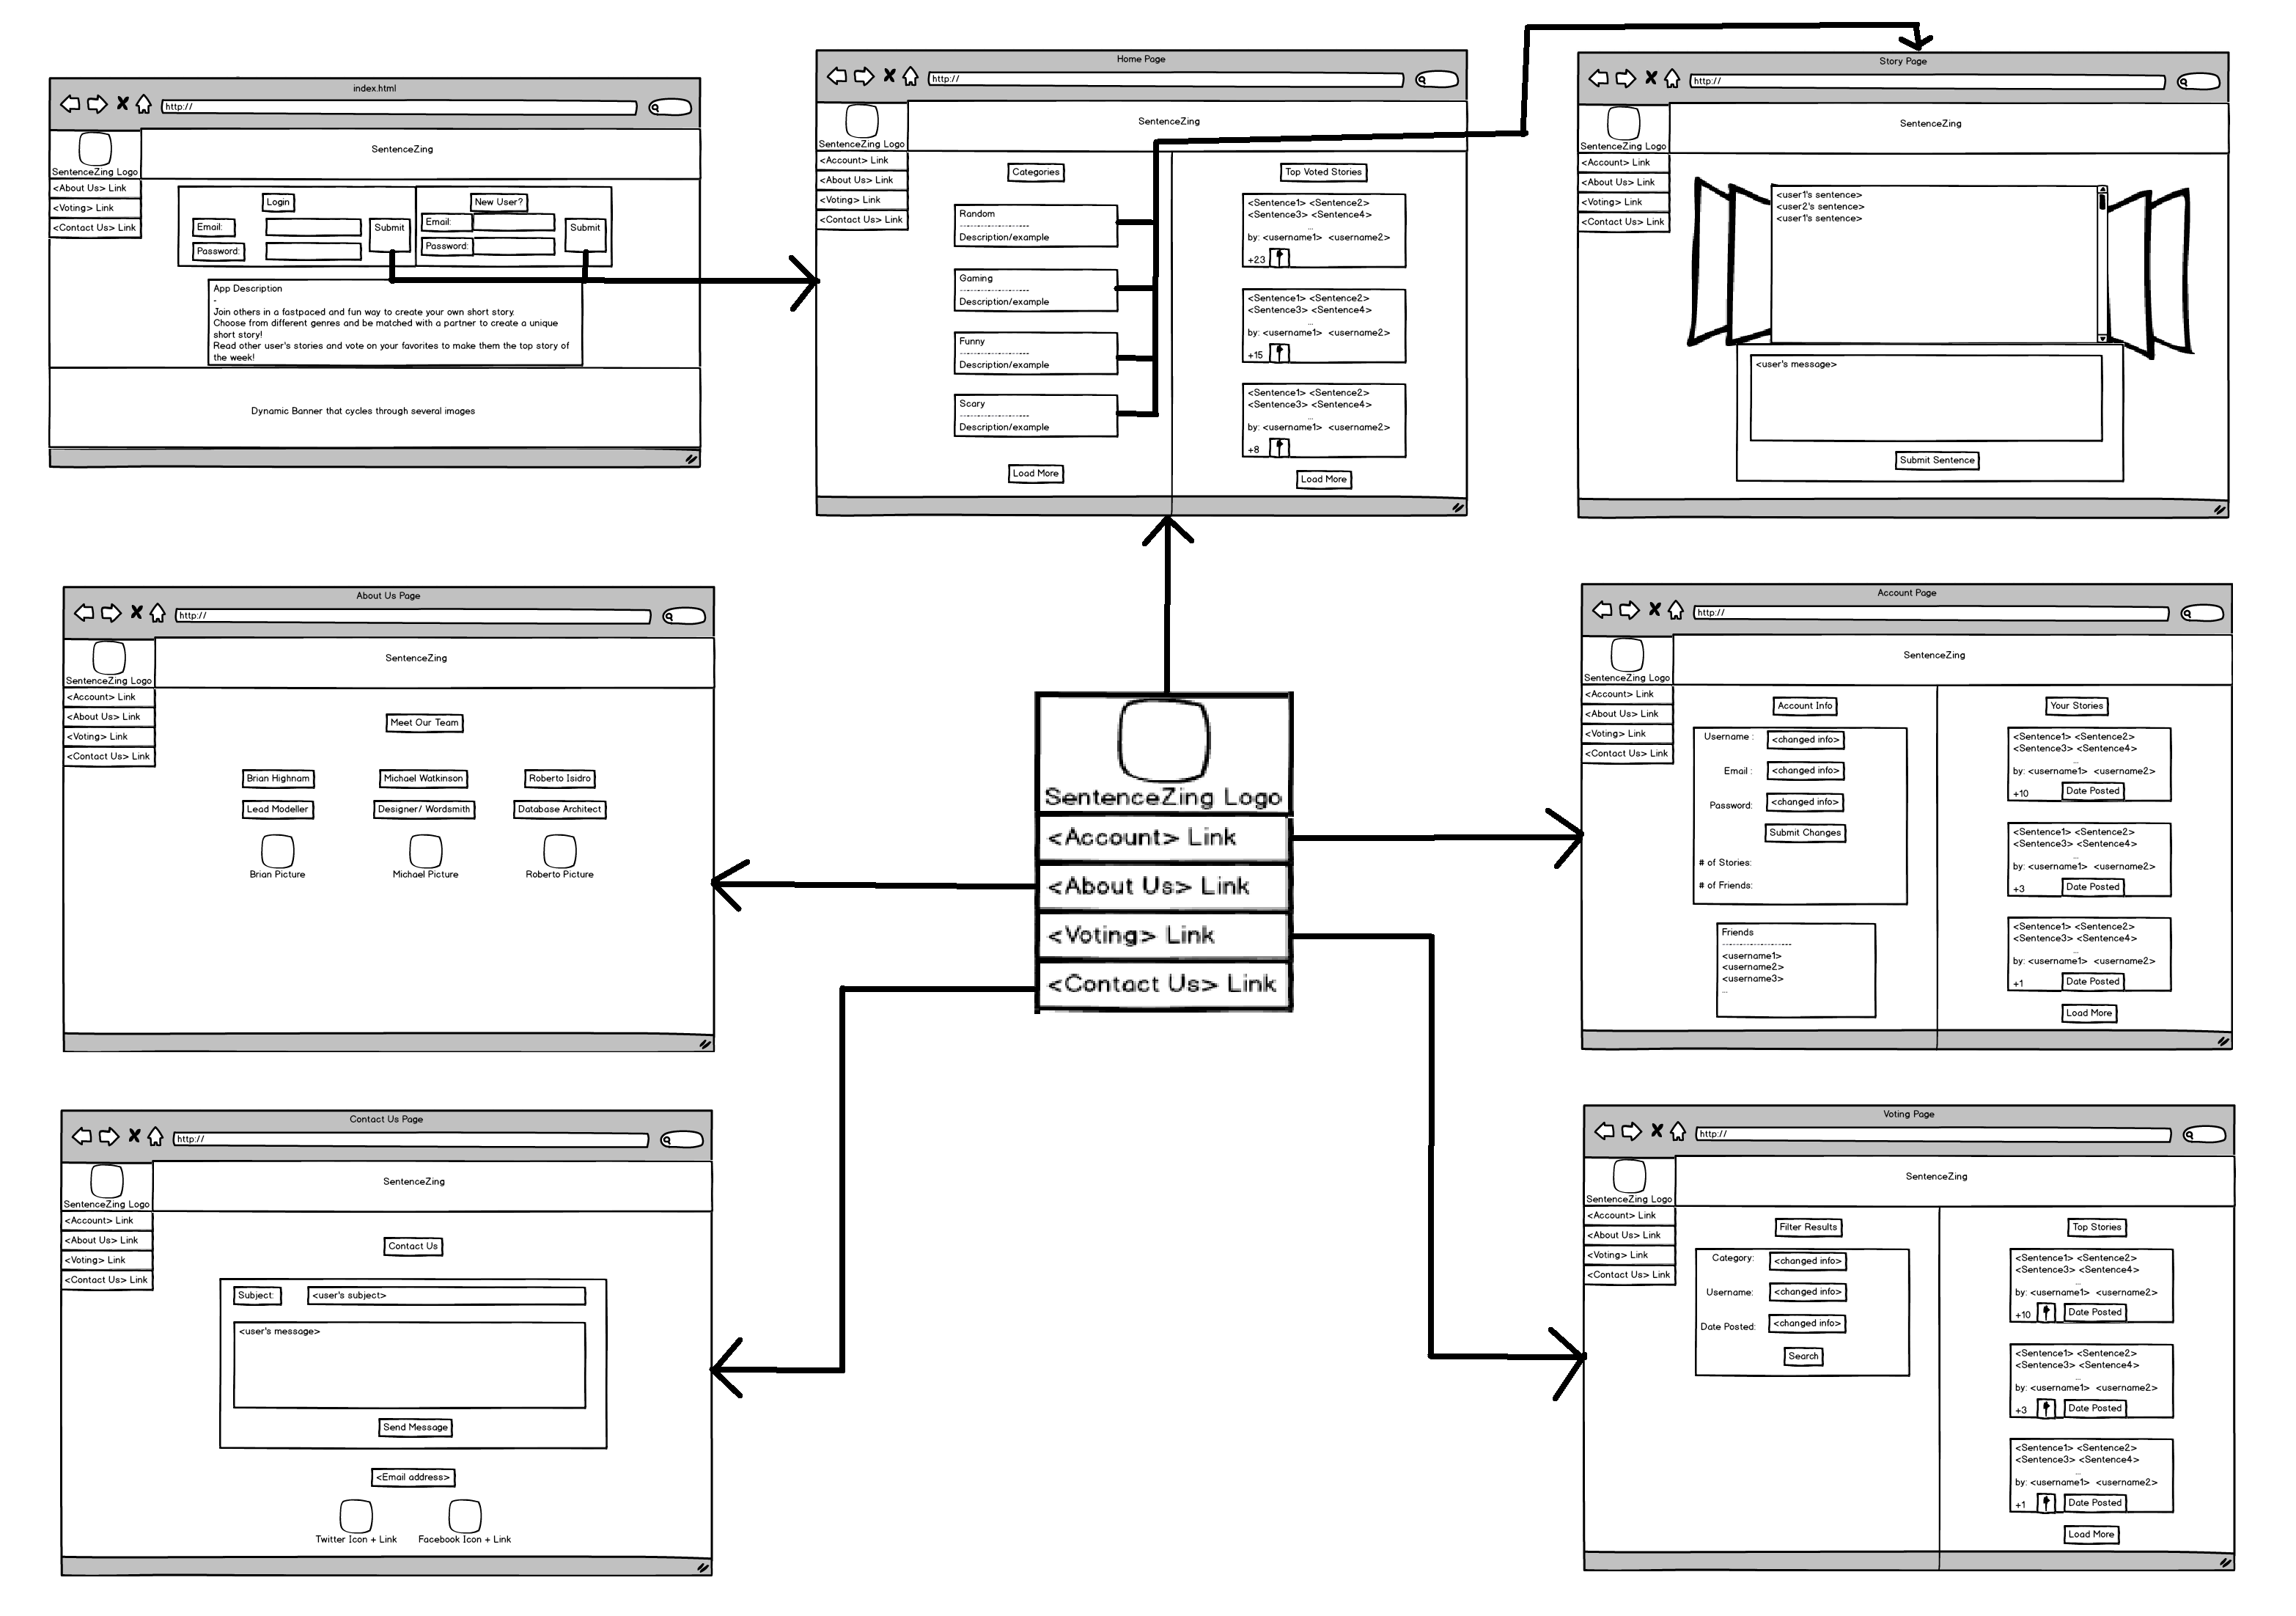 index.html
http://
SentenceZing Logo
SentenceZing
<About Us> Link
<Voting> Link
<Contact Us> Link
Login
Email:
Password:
Submit
New User?
Email:
Password:
Submit
App Description
-
Join others in a fastpaced and fun way to create your own short story.
Choose from different genres and be matched with a partner to create a unique
short story!
Read other user's stories and vote on your favorites to make them the top story of
the week!
Dynamic Banner that cycles through several images
Home Page
http://
SentenceZing Logo
SentenceZing
<Account> Link
<About Us> Link
<Voting> Link
<Contact Us> Link
Categories
Random
--------------------
Description/example
Gaming
--------------------
Description/example
Funny
--------------------
Description/example
Scary
--------------------
Description/example
Load More
Top Voted Stories
<Sentence1> <Sentence2>
<Sentence3> <Sentence4>
...
by: <username1> <username2>
+23
<Sentence1> <Sentence2>
<Sentence3> <Sentence4>
...
by: <username1> <username2>
+15
<Sentence1> <Sentence2>
<Sentence3> <Sentence4>
...
by: <username1> <username2>
+8
Load More
Story Page
http://
SentenceZing Logo
SentenceZing
<Account> Link
<About Us> Link
<Voting> Link
<Contact Us> Link
<user1's sentence>
<user2's sentence>
<user1's sentence>
<user's message>
Submit Sentence
About Us Page
http://
SentenceZing Logo
SentenceZing
<Account> Link
<About Us> Link
<Voting> Link
<Contact Us> Link
Meet Our Team
Brian Highnam
Michael Watkinson
Roberto Isidro
Lead Modeller
Designer/ Wordsmith
Database Architect
Brian Picture
Michael Picture
Roberto Picture
SentenceZing Logo
<Account> Link
<About Us> Link
<Voting> Link
<Contact Us> Link
Account Page
http://
SentenceZing Logo
SentenceZing
<Account> Link
<About Us> Link
<Voting> Link
<Contact Us> Link
Account Info
Username : <changed info>
Email : <changed info>
Password: <changed info>
Submit Changes
# of Stories:
# of Friends:
Friends
--------------------
<username1>
<username2>
<username3>
...
Your Stories
<Sentence1> <Sentence2>
<Sentence3> <Sentence4>
...
by: <username1> <username2>
+10 Date Posted
<Sentence1> <Sentence2>
<Sentence3> <Sentence4>
...
by: <username1> <username2>
+3 Date Posted
<Sentence1> <Sentence2>
<Sentence3> <Sentence4>
...
by: <username1> <username2>
+1 Date Posted
Load More
Contact Us Page
http://
SentenceZing Logo
SentenceZing
<Account> Link
<About Us> Link
<Voting> Link
<Contact Us> Link
Contact Us
Subject: <user's subject>
<user's message>
Send Message
<Email address>
Twitter Icon + Link
Facebook Icon + Link
Voting Page
http://
SentenceZing Logo
SentenceZing
<Account> Link
<About Us> Link
<Voting> Link
<Contact Us> Link
Filter Results
Category: <changed info>
Username: <changed info>
Date Posted: <changed info>
Search
Top Stories
<Sentence1> <Sentence2>
<Sentence3> <Sentence4>
...
by: <username1> <username2>
+10 Date Posted
<Sentence1> <Sentence2>
<Sentence3> <Sentence4>
...
by: <username1> <username2>
+3 Date Posted
<Sentence1> <Sentence2>
<Sentence3> <Sentence4>
...
by: <username1> <username2>
+1 Date Posted
Load More